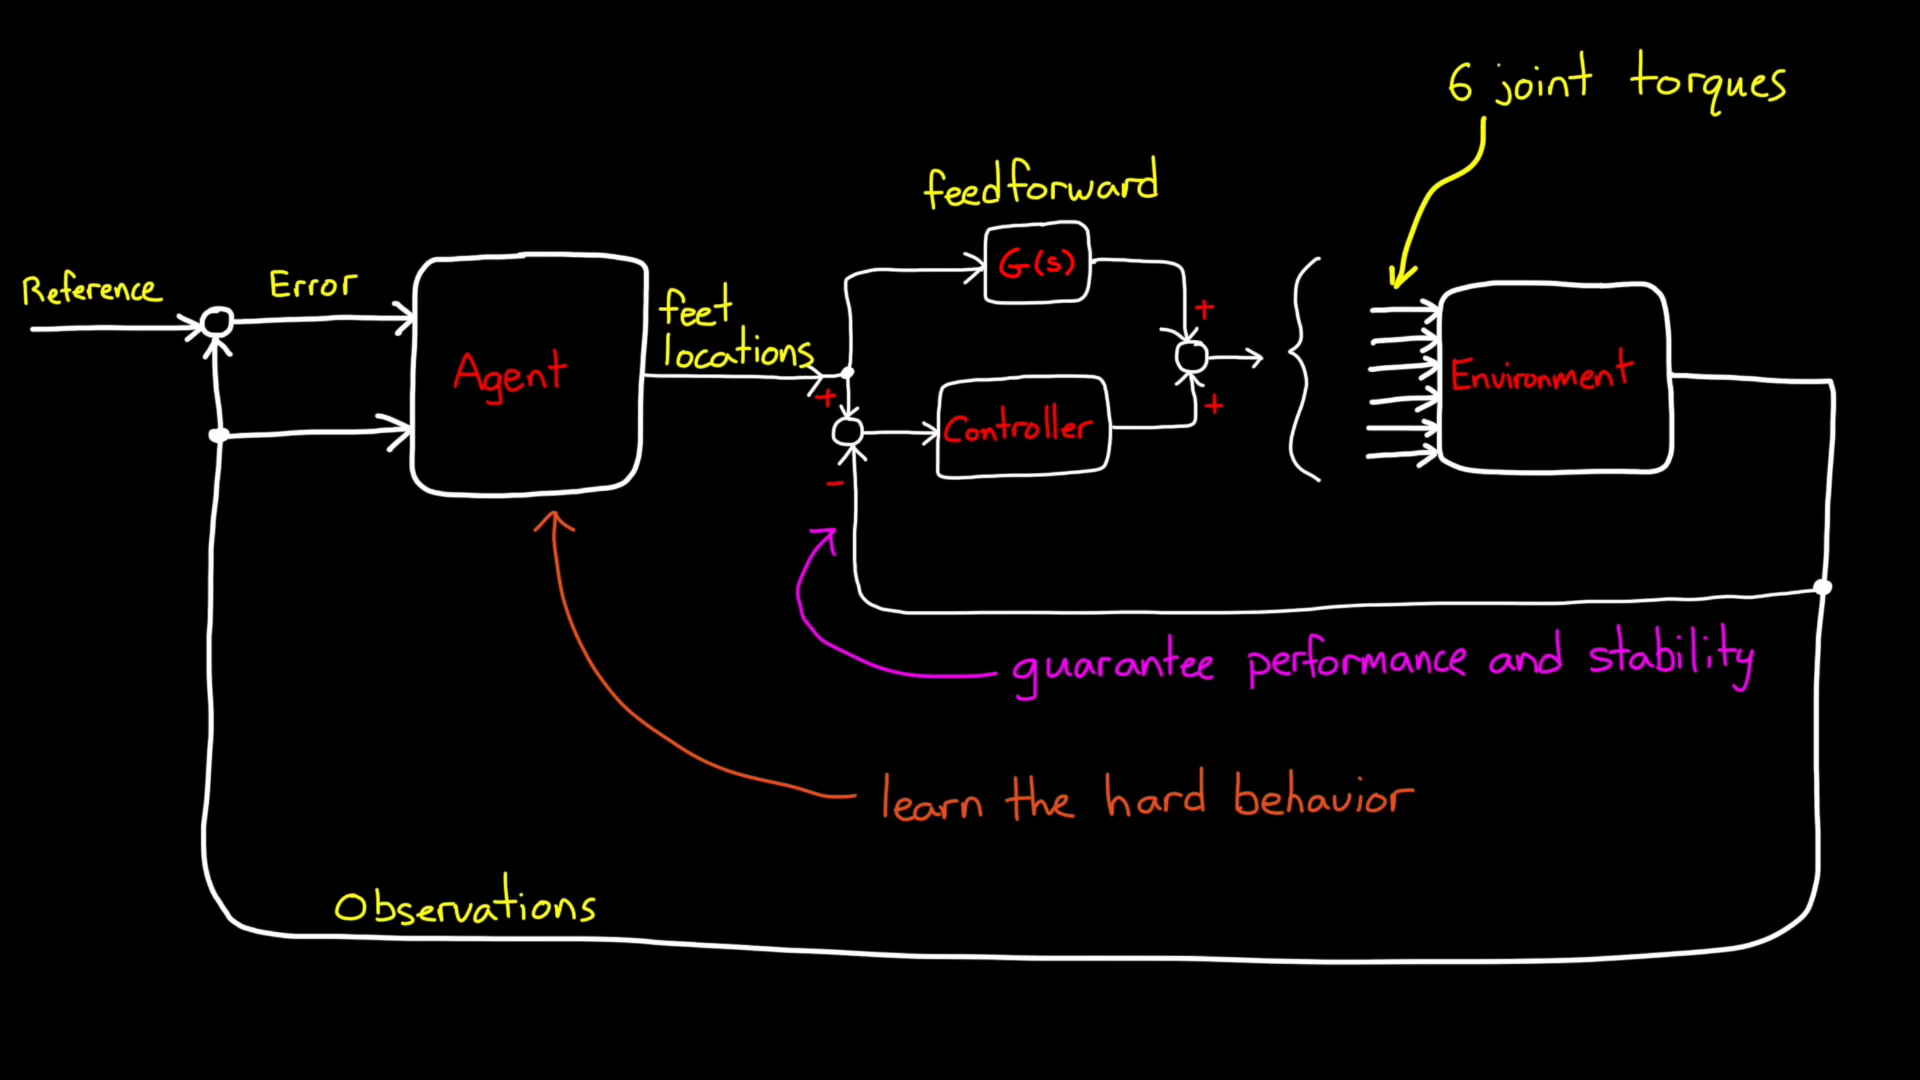 6 joint torques
feedforward
G(s)
Reference
Error
feet
locations
Agent
+
+
Controller
+
-
Environment
guarantee performance and stability
learn the hard behavior
Observations